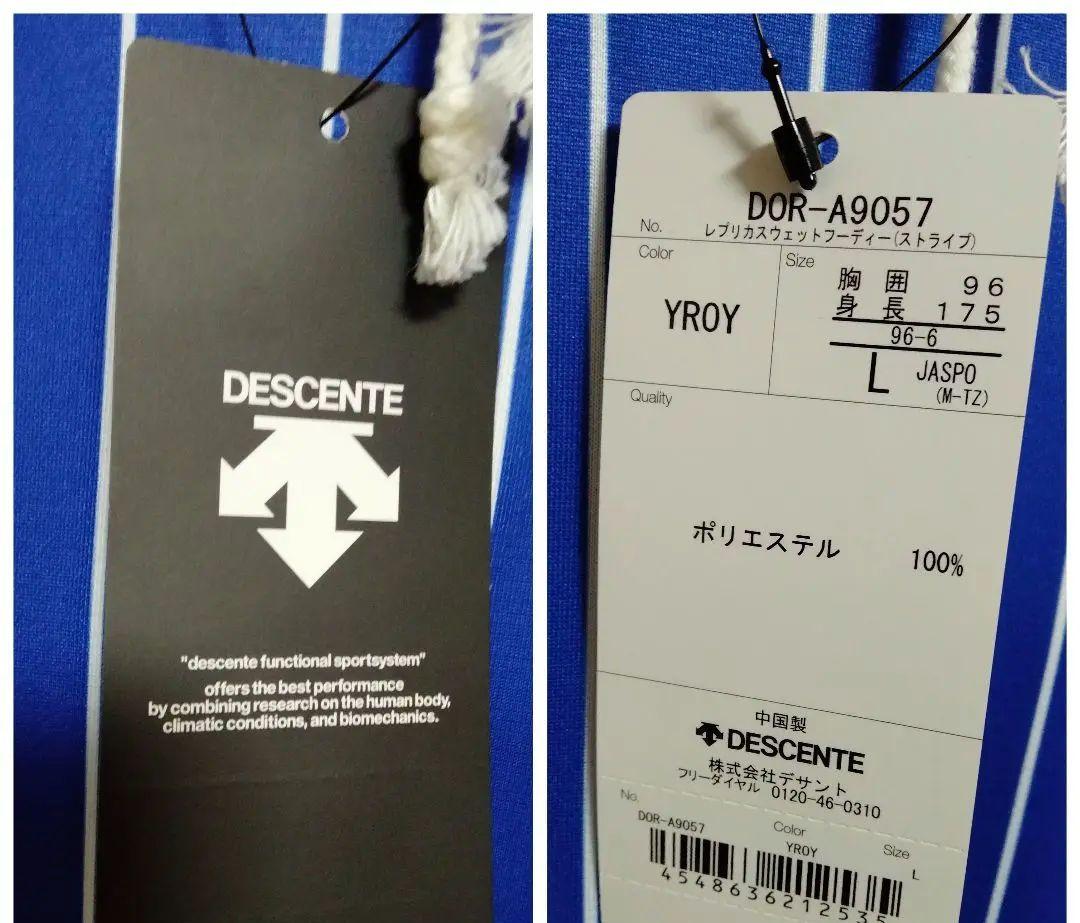 DESCENTE
"descente functional sportsystem"
offers the best performance
by combining research on the human body,
climatic conditions, and biomechanics.
DOR-A9057
No.
レプリカスウェットフーディー(ストライプ)
Color
YROY
Size
胸 囲 96
身 長 175
96-6
L JASPO
(M-TZ)
Quality
ポリエステル 100%
中国製
DESCENTE
株式会社デサント
フリーダイヤル 0120-46-0310
No. Color Size
DOR-A9057 YROY L
4548636212535